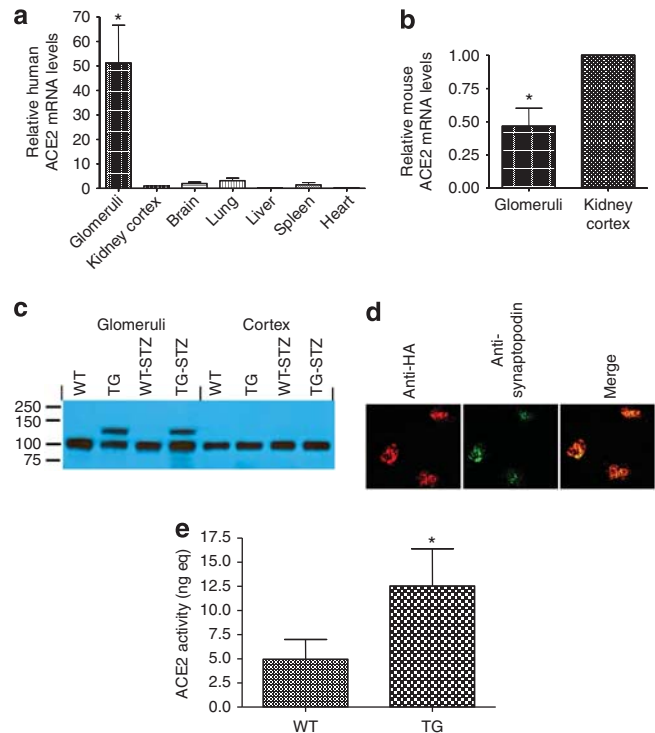 a
Relative human
ACE2 mRNA levels
70
60
50
40
30
20
10
0
*
Glomeruli
Kidney cortex
Brain
Lung
Liver
Spleen
Heart
b
Relative mouse
ACE2 mRNA levels
1.00
0.75
0.50
0.25
0.00
*
Glomeruli
Kidney
cortex
c
Glomeruli
Cortex
WT
TG
WT-STZ
TG-STZ
WT
TG
WT-STZ
TG-STZ
250
150
100
75
d
Anti-HA
Anti-
synaptopodin
Merge
e
ACE2 activity (ng eq)
17.5
15.0
12.5
10.0
7.5
5.0
2.5
0.0
*
WT
TG